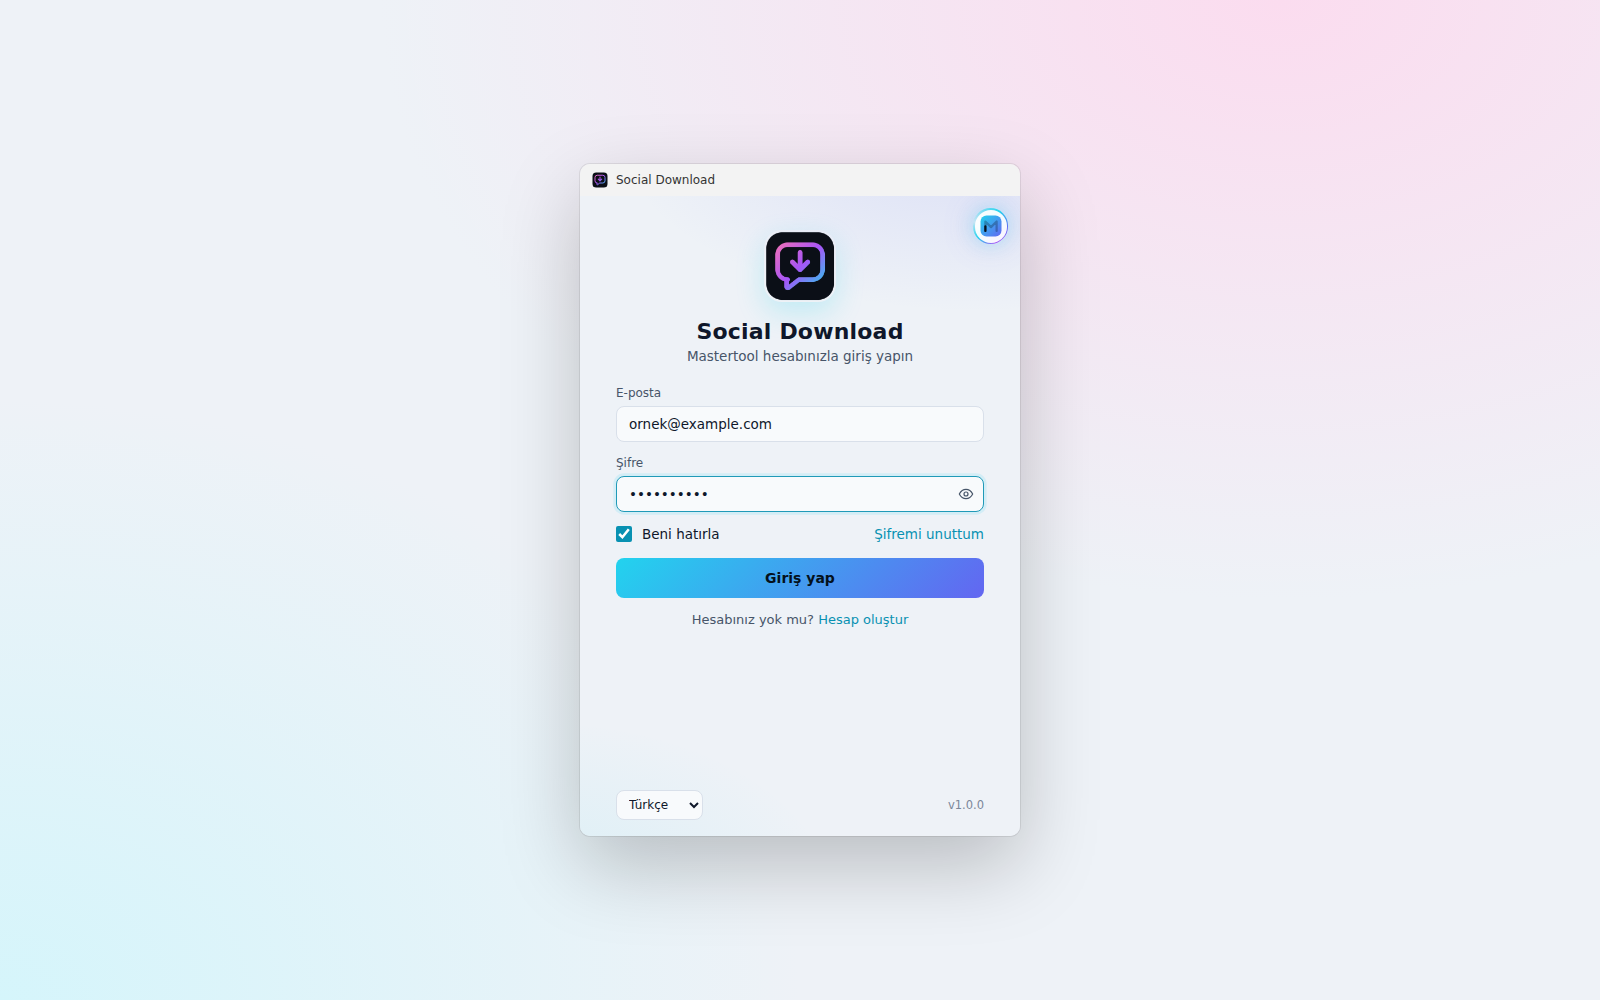 Social Download
Social Download
Mastertool hesabınızla giriş yapın
E-posta
ornek@example.com
Şifre
••••••••••
Beni hatırla
Şifremi unuttum
Giriş yap
Hesabınız yok mu? Hesap oluştur
Türkçe
v1.0.0